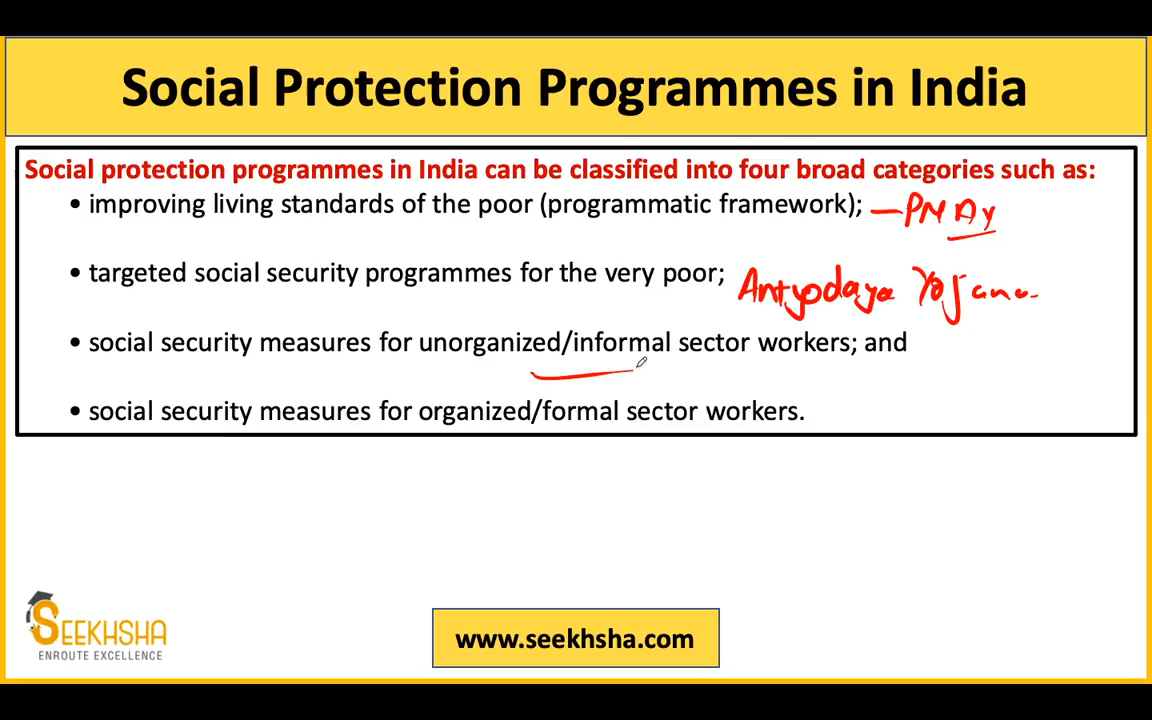 Social Protection Programmes in India
Social protection programmes in India can be classified into four broad categories such as:
• improving living standards of the poor (programmatic framework); – PMAY
• targeted social security programmes for the very poor; Antyodaya Yojana
• social security measures for unorganized/informal sector workers; and
• social security measures for organized/formal sector workers.
SEEKHSHA
ENROUTE EXCELLENCE
www.seekhsha.com